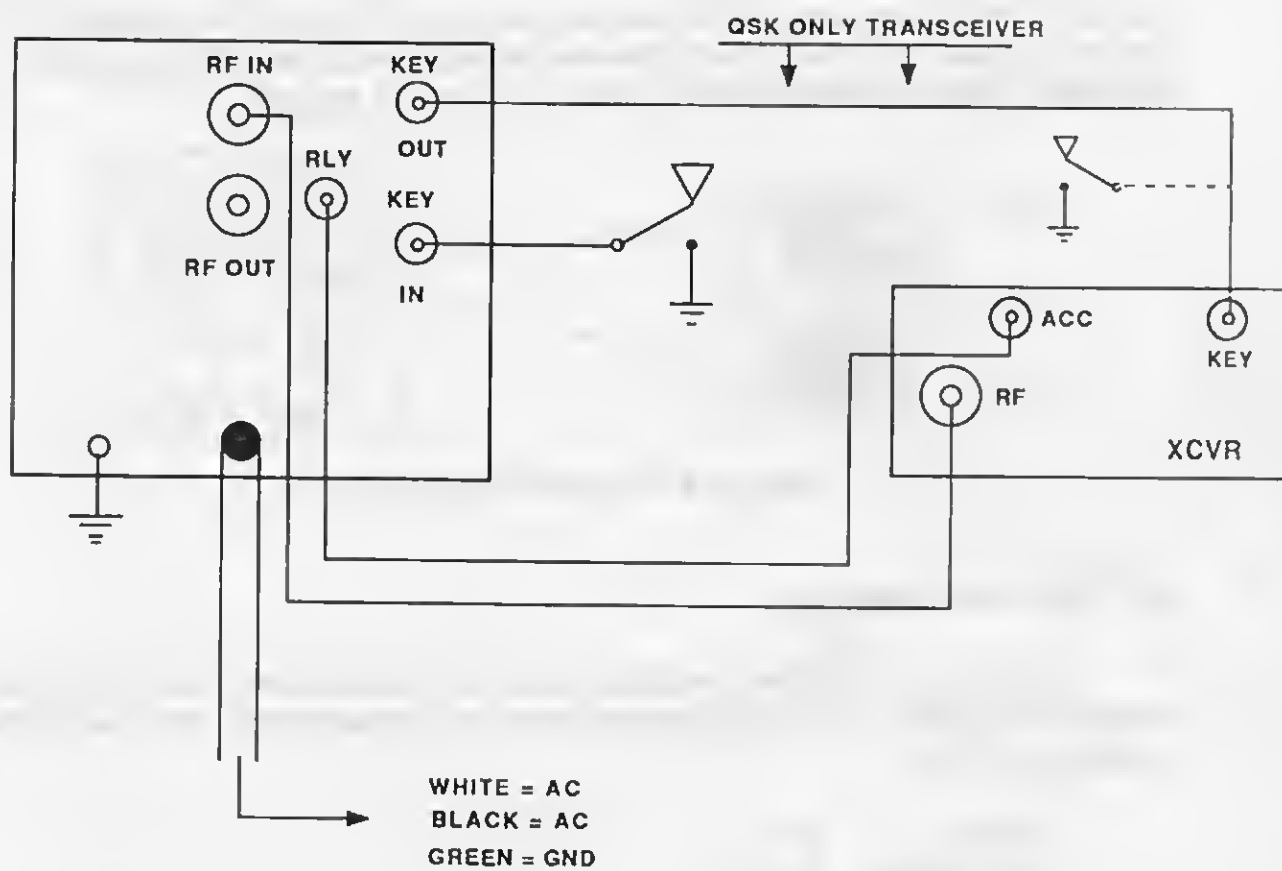 QSK ONLY TRANSCEIVER
RF IN
KEY
OUT
RLY
KEY
RF OUT
IN
ACC
KEY
RF
XCVR
WHITE = AC
BLACK = AC
GREEN = GND